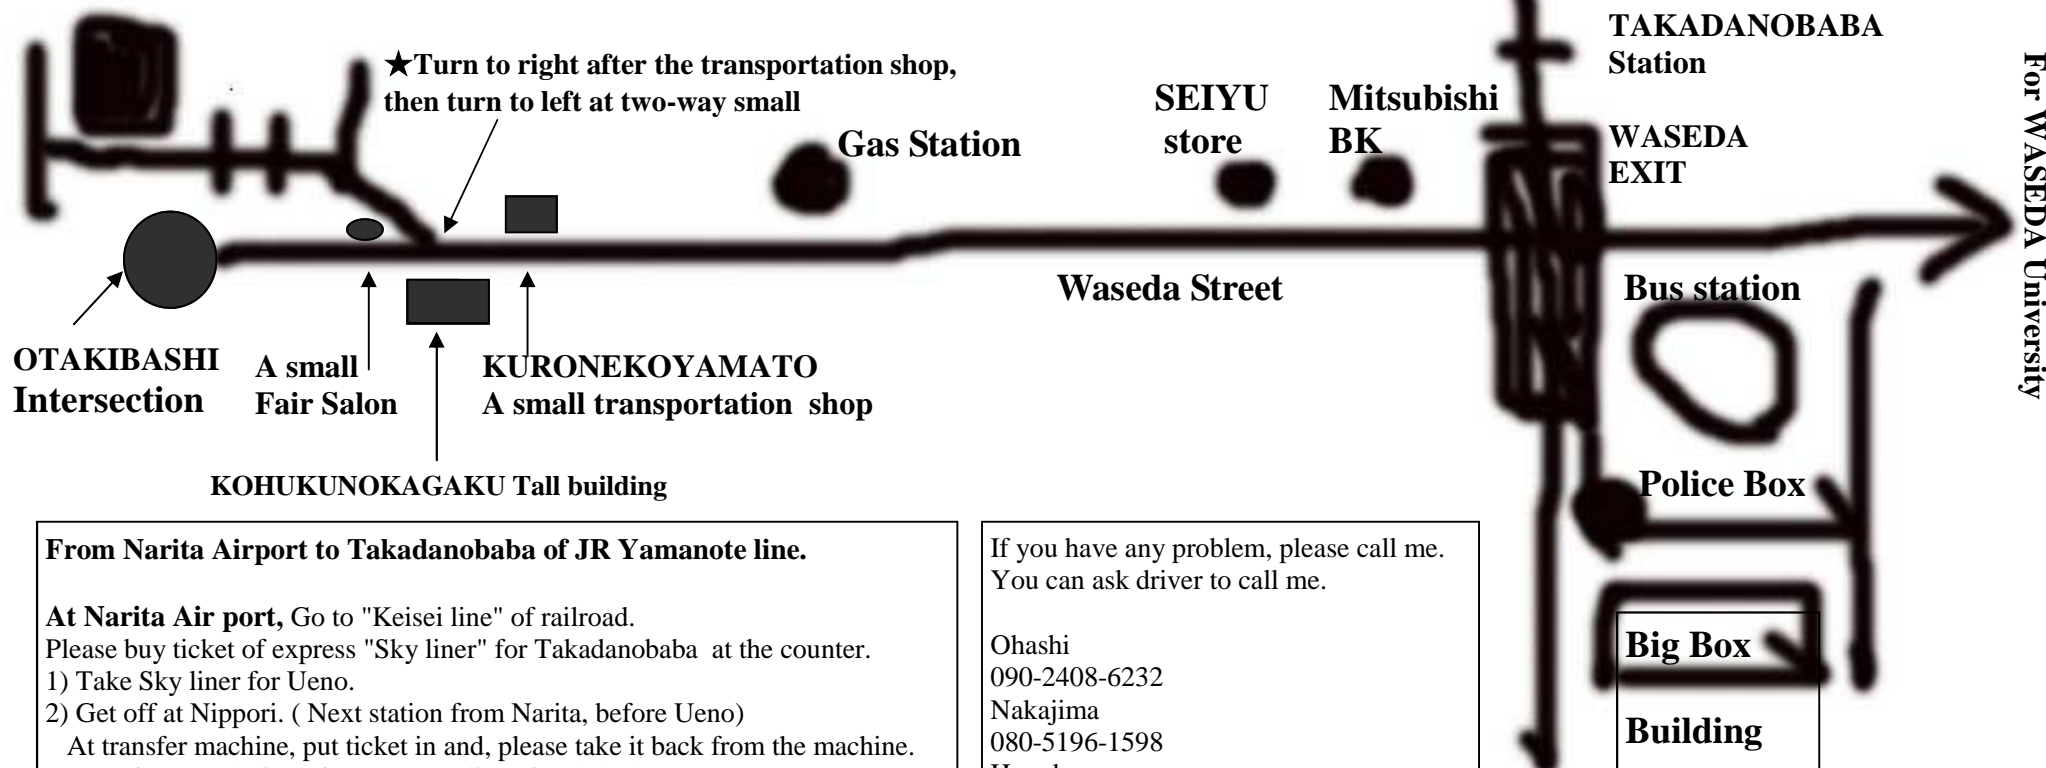 TAKADANOBABA
Station
★Turn to right after the transportation shop,
then turn to left at two-way small
SEIYU
store
Mitsubishi
BK
Gas Station
WASEDA
EXIT
For WASEDA University
Waseda Street
Bus station
OTAKIBASHI
Intersection
A small
Fair Salon
KURONEKOYAMATO
A small transportation shop
KOHUKUNOKAGAKU Tall building
Police Box
From Narita Airport to Takadanobaba of JR Yamanote line.
At Narita Air port, Go to "Keisei line" of railroad.
Please buy ticket of express "Sky liner" for Takadanobaba at the counter.
1) Take Sky liner for Ueno.
2) Get off at Nippori. ( Next station from Narita, before Ueno)
At transfer machine, put ticket in and, please take it back from the machine.
If you have any problem, please call me.
You can ask driver to call me.
Ohashi
090-2408-6232
Nakajima
080-5196-1598
Big Box
Building